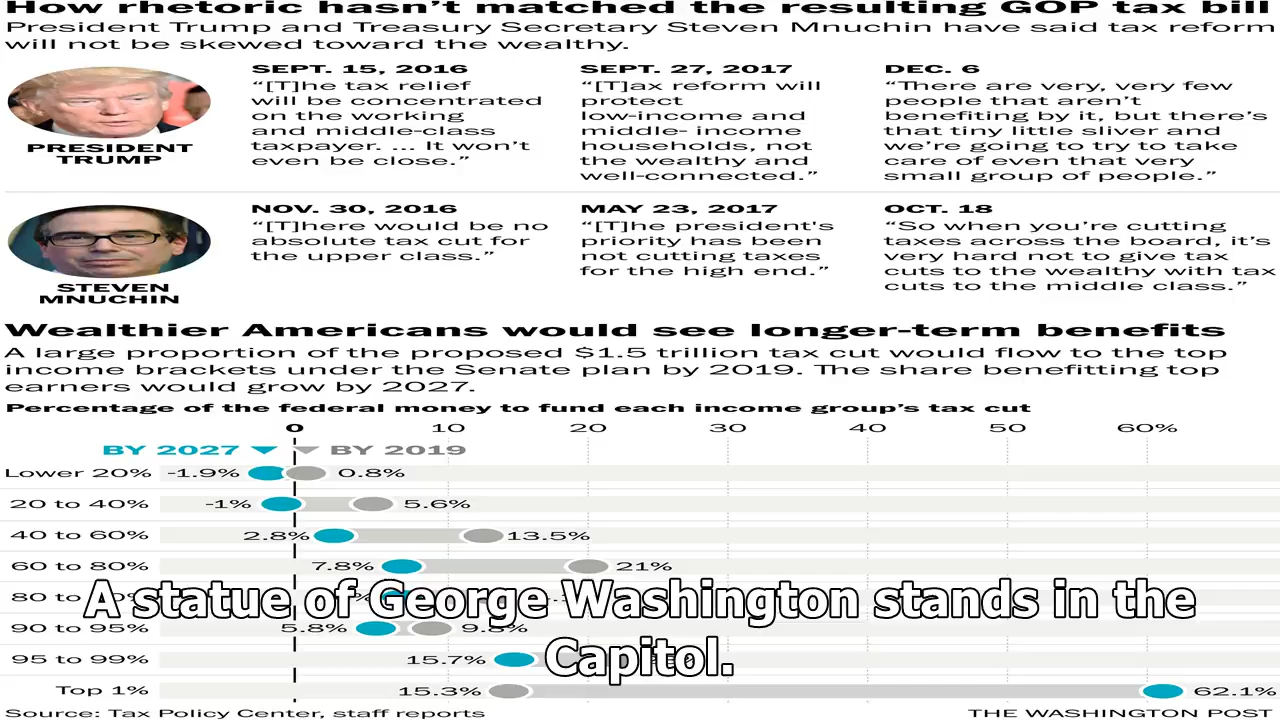 How rhetoric hasn’t matched the resulting GOP tax bill
President Trump and Treasury Secretary Steven Mnuchin have said tax reform
will not be skewed toward the wealthy.
PRESIDENT
TRUMP
SEPT. 15, 2016
“[T]he tax relief
will be concentrated
on the working
and middle-class
taxpayer. ... It won’t
even be close.”
SEPT. 27, 2017
“[T]ax reform will
protect
low-income and
middle- income
households, not
the wealthy and
well-connected.”
DEC. 6
“There are very, very few
people that aren’t
benefiting by it, but there’s
that tiny little sliver and
we’re going to try to take
care of even that very
small group of people.”
STEVEN
MNUCHIN
NOV. 30, 2016
“[T]here would be no
absolute tax cut for
the upper class.”
MAY 23, 2017
“[T]he president's
priority has been
not cutting taxes
for the high end.”
OCT. 18
“So when you’re cutting
taxes across the board, it’s
very hard not to give tax
cuts to the wealthy with tax
cuts to the middle class.”
Wealthier Americans would see longer-term benefits
A large proportion of the proposed $1.5 trillion tax cut would flow to the top
income brackets under the Senate plan by 2019. The share benefitting top
earners would grow by 2027.
Percentage of the federal money to fund each income group’s tax cut
0 10 20 30 40 50 60%
BY 2027 BY 2019
Lower 20% -1.9% 0.8%
20 to 40% -1% 5.6%
40 to 60% 2.8% 13.5%
60 to 80% 7.8% 21%
80 to
90 to 95% 5.8% 9.8%
95 to 99% 15.7%
Top 1% 15.3% 62.1%
A statue of George Washington stands in the
Capitol.
Source: Tax Policy Center, staff reports
THE WASHINGTON POST